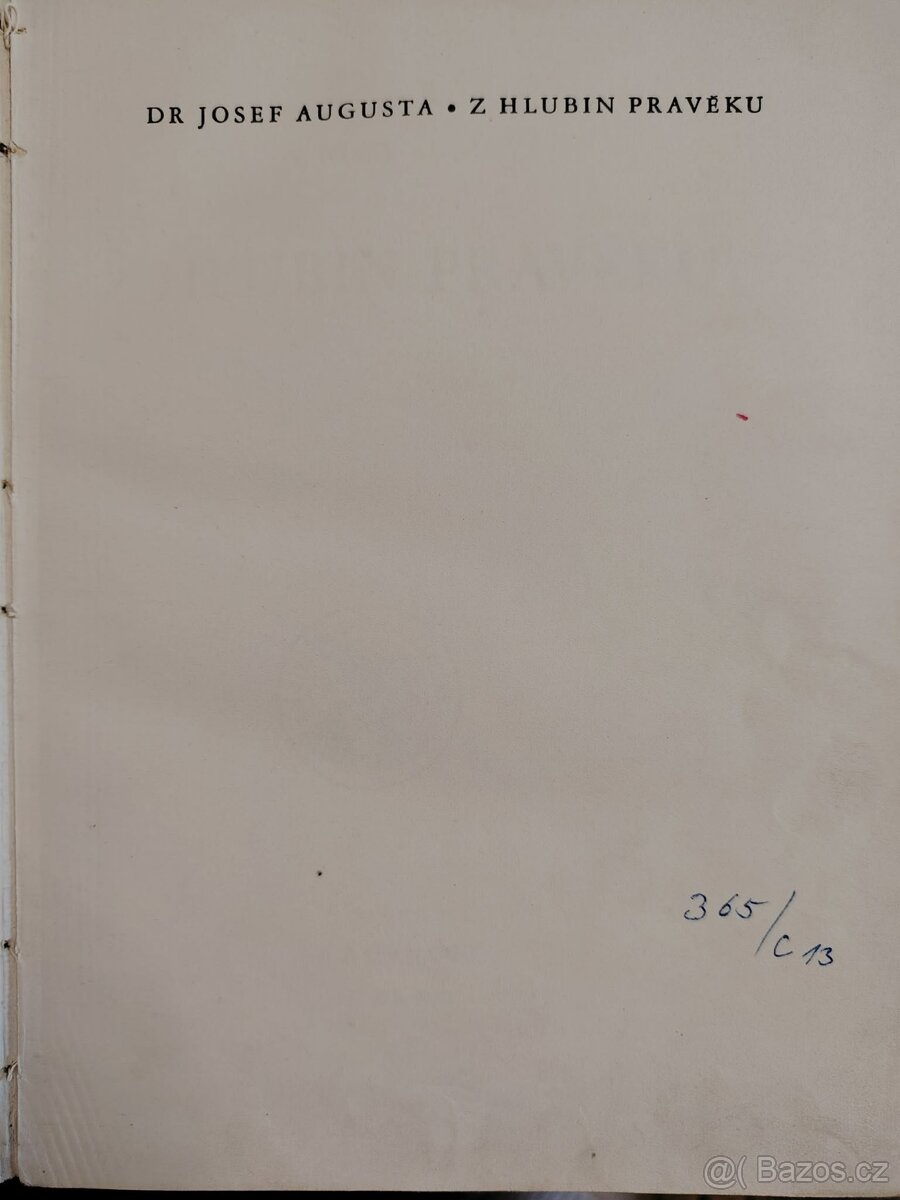 DR JOSEF AUGUSTA • Z HLUBIN PRAVĚKU
365/
C 13
@( Bazos.cz